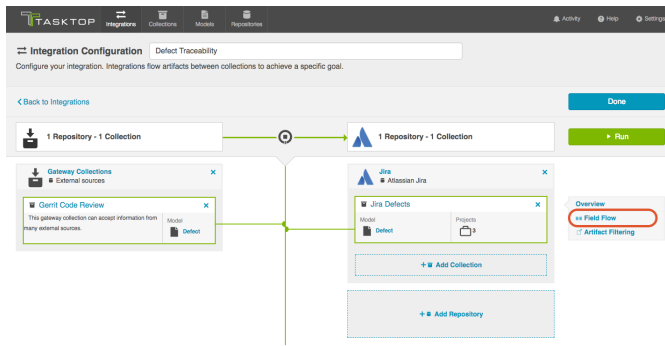 TASKTOP
Integrations
Collections
Models
Repositories
Activity
Help
Settings
Integration Configuration
Defect Traceability
Configure your integration. Integrations flow artifacts between collections to achieve a specific goal.
Back to Integrations
Done
1 Repository - 1 Collection
1 Repository - 1 Collection
Run
Gateway Collections
External sources
Gerrit Code Review
This gateway collection can accept information from
many external sources.
Model
Defect
Jira
Atlassian Jira
Jira Defects
Model
Defect
Projects
3
+ Add Collection
+ Add Repository
Overview
Field Flow
Artifact Filtering